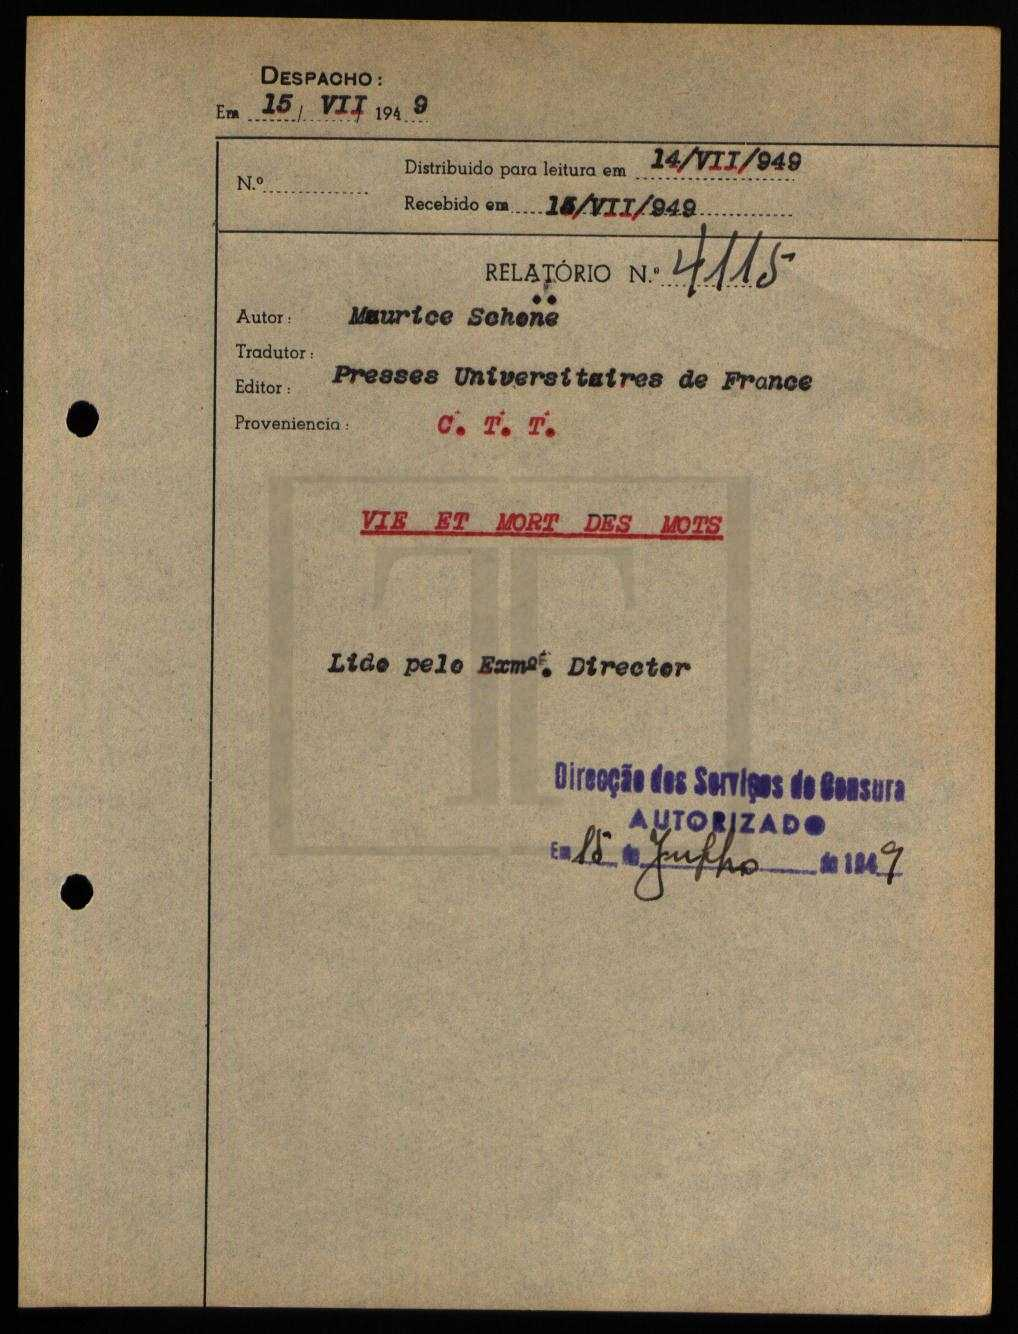 DESPACHO:
Em 15 / VII / 1949
N.º
Distribuido para leitura em 14/VII/949
Recebido em 15/VII/949
RELATÓRIO N.º 4115
Autor: Maurice Schöne
Tradutor:
Editor: Presses Universitaires de France
Proveniencia: C. T. T.
VIE ET MORT DES MOTS
Lido pelo Exmº. Director
Direcção dos Serviços de Censura
AUTORIZADO
Em 15 de Julho de 1949